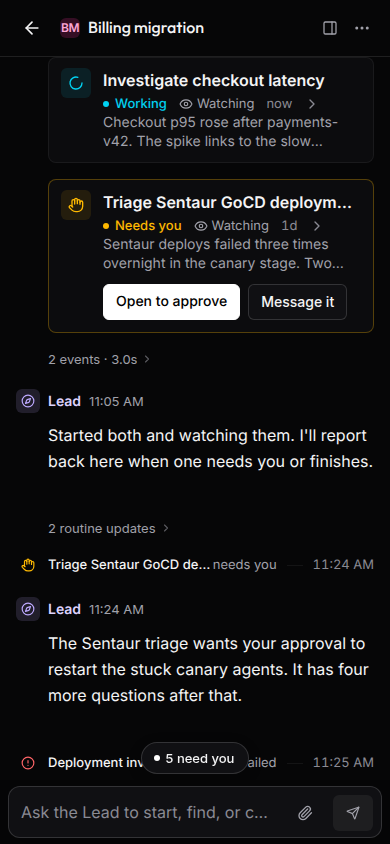 BM Billing migration
Investigate checkout latency
Working Watching now
Checkout p95 rose after payments-
v42. The spike links to the slow...
Triage Sentaur GoCD deploym...
Needs you Watching 1d
Sentaur deploys failed three times
overnight in the canary stage. Two...
Open to approve Message it
2 events · 3.0s
Lead 11:05 AM
Started both and watching them. I'll report
back here when one needs you or finishes.
2 routine updates
Triage Sentaur GoCD de... needs you 11:24 AM
Lead 11:24 AM
The Sentaur triage wants your approval to
restart the stuck canary agents. It has four
more questions after that.
5 need you
Deployment 11:25 AM
Ask the Lead to start, find, or c...